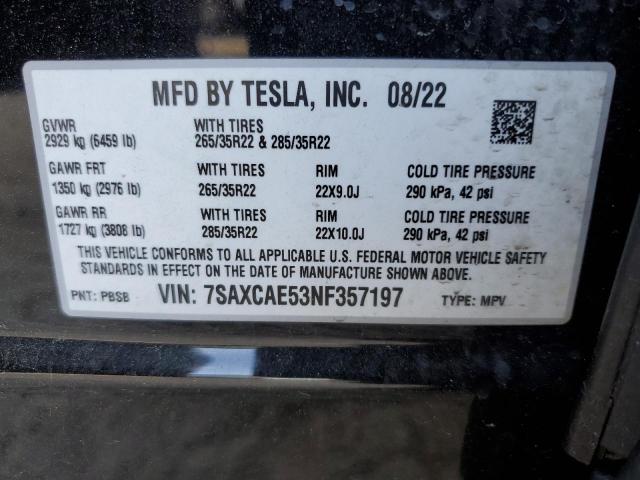 MFD BY TESLA, INC. 08/22
GVWR WITH TIRES
2929 kg (6459 lb) 265/35R22 & 285/35R22
GAWR FRT WITH TIRES RIM COLD TIRE PRESSURE
1350 kg (2976 lb) 265/35R22 22X9.0J 290 kPa, 42 psi
GAWR RR WITH TIRES RIM COLD TIRE PRESSURE
1727 kg (3808 lb) 285/35R22 22X10.0J 290 kPa, 42 psi
THIS VEHICLE CONFORMS TO ALL APPLICABLE U.S. FEDERAL MOTOR VEHICLE SAFETY
STANDARDS IN EFFECT ON THE DATE OF MANUFACTURE SHOWN ABOVE.
PNT: PBSB VIN: 7SAXCAE53NF357197 TYPE: MPV